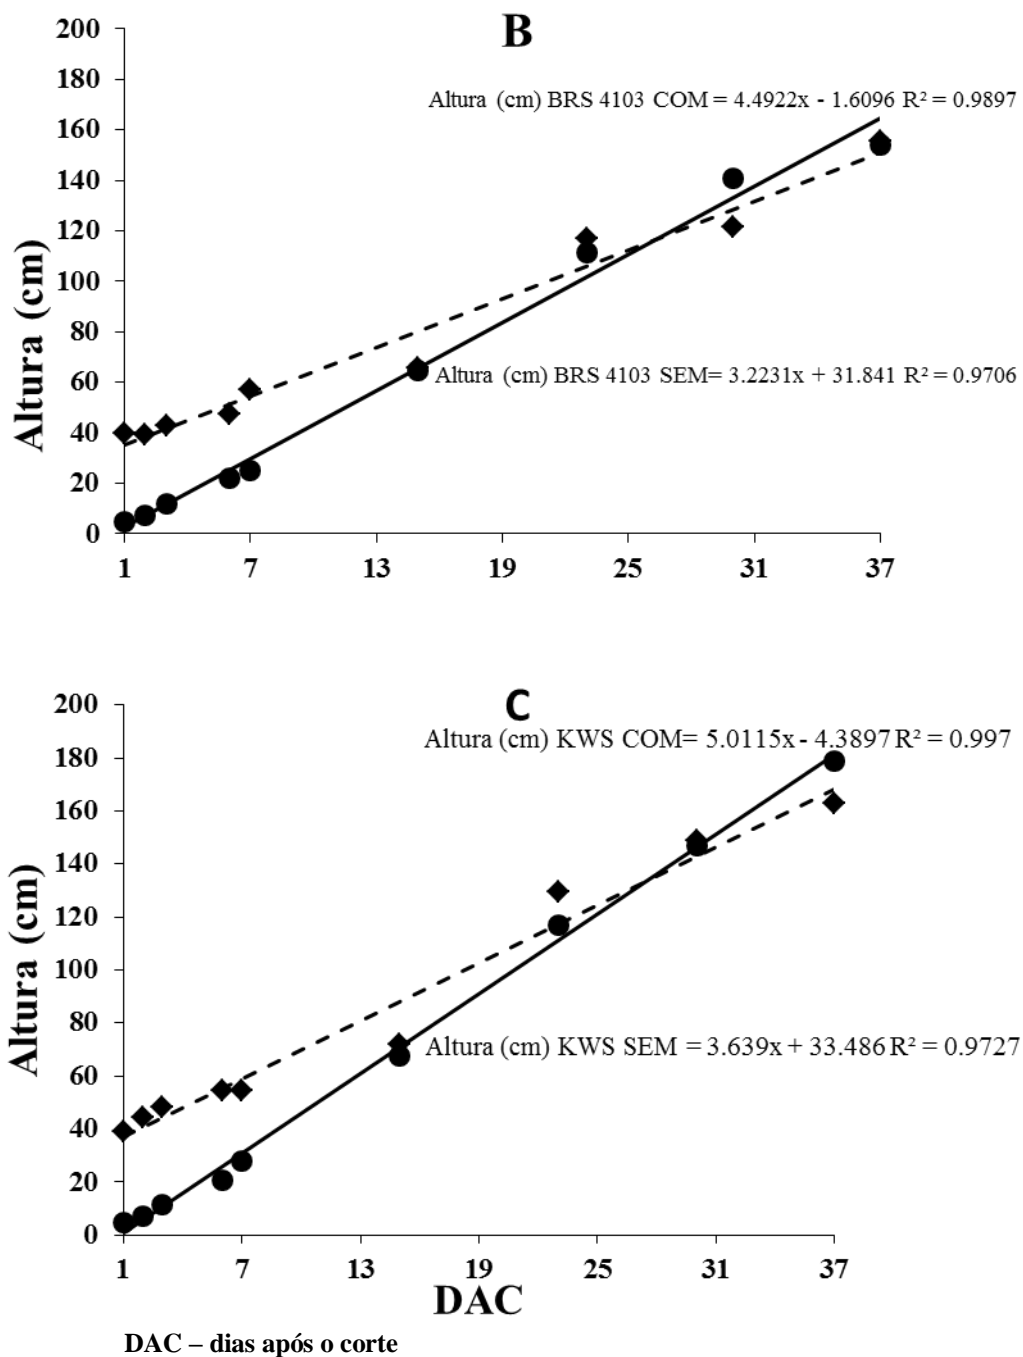 B
Altura (cm)
200
180
160
140
120
100
80
60
40
20
0
Altura (cm) BRS 4103 COM = 4.4922x - 1.6096 R² = 0.9897
Altura (cm) BRS 4103 SEM= 3.2231x + 31.841 R² = 0.9706
1 7 13 19 25 31 37
C
Altura (cm)
200
180
160
140
120
100
80
60
40
20
0
Altura (cm) KWS COM= 5.0115x - 4.3897 R² = 0.997
Altura (cm) KWS SEM = 3.639x + 33.486 R² = 0.9727
1 7 13 19 25 31 37
DAC
DAC – dias após o corte